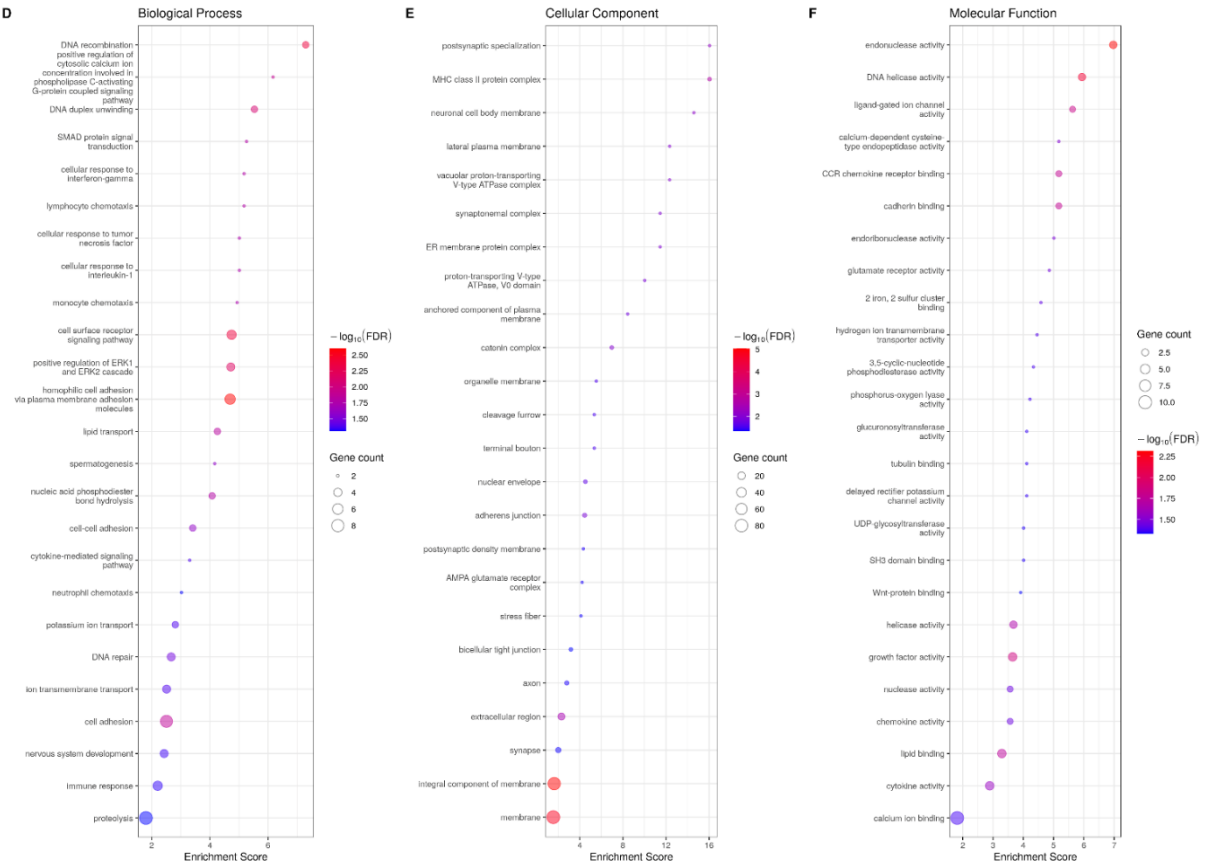 D
Biological Process
DNA recombination
positive regulation of
cytosolic calcium ion
concentration involved in
phospholipase C-activating
G-protein coupled signaling
pathway
DNA duplex unwinding
SMAD protein signal
transduction
cellular response to
interferon-gamma
lymphocyte chemotaxis
cellular response to tumor
necrosis factor
cellular response to
interleukin-1
monocyte chemotaxis
cell surface receptor
signaling pathway
positive regulation of ERK1
and ERK2 cascade
homophilic cell adhesion
via plasma membrane adhesion
molecules
lipid transport
spermatogenesis
nucleic acid phosphodiester
bond hydrolysis
cell-cell adhesion
cytokine-mediated signaling
pathway
neutrophil chemotaxis
potassium ion transport
DNA repair
ion transmembrane transport
cell adhesion
nervous system development
immune response
proteolysis
2 4 6
Enrichment Score
−log10(FDR)
2.50
2.25
2.00
1.75
1.50
Gene count
2
4
6
8
E
Cellular Component
postsynaptic specialization
MHC class II protein complex
neuronal cell body membrane
lateral plasma membrane
vacuolar proton-transporting
V-type ATPase complex
synaptonemal complex
ER membrane protein complex
proton-transporting V-type
ATPase, V0 domain
anchored component of plasma
membrane
catenin complex
organelle membrane
cleavage furrow
terminal bouton
nuclear envelope
adherens junction
postsynaptic density membrane
AMPA glutamate receptor
complex
stress fiber
bicellular tight junction
axon
extracellular region
synapse
integral component of membrane
membrane
4 8 12 16
Enrichment Score
−log10(FDR)
5
4
3
2
Gene count
20
40
60
80
F
Molecular Function
endonuclease activity
DNA helicase activity
ligand-gated ion channel
activity
calcium-dependent cysteine-
type endopeptidase activity
CCR chemokine receptor binding
cadherin binding
endoribonuclease activity
glutamate receptor activity
2 iron, 2 sulfur cluster
binding
hydrogen ion transmembrane
transporter activity
3,5-cyclic-nucleotide
phosphodiesterase activity
phosphorus-oxygen lyase
activity
glucuronosyltransferase
activity
tubulin binding
delayed rectifier potassium
channel activity
UDP-glycosyltransferase
activity
SH3 domain binding
Wnt-protein binding
helicase activity
growth factor activity
nuclease activity
chemokine activity
lipid binding
cytokine activity
calcium ion binding
2 3 4 5 6 7
Enrichment Score
Gene count
2.5
5.0
7.5
10.0
−log10(FDR)
2.25
2.00
1.75
1.50